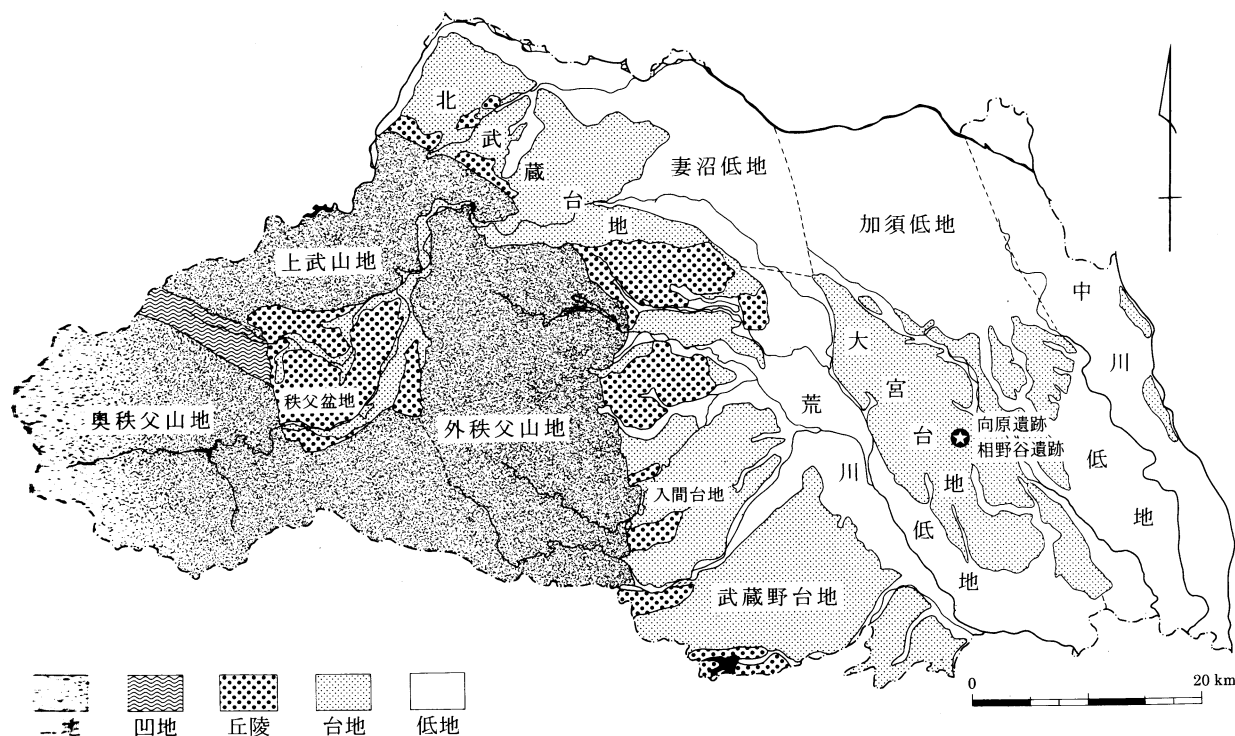 北武蔵台地
妻沼低地
加須低地
上武山地
中川低地
大宮台地
秩父盆地
奥秩父山地
外秩父山地
荒川低地
向原遺跡
相野谷遺跡
入間台地
武蔵野台地
凹地
丘陵
台地
低地
0
20 km